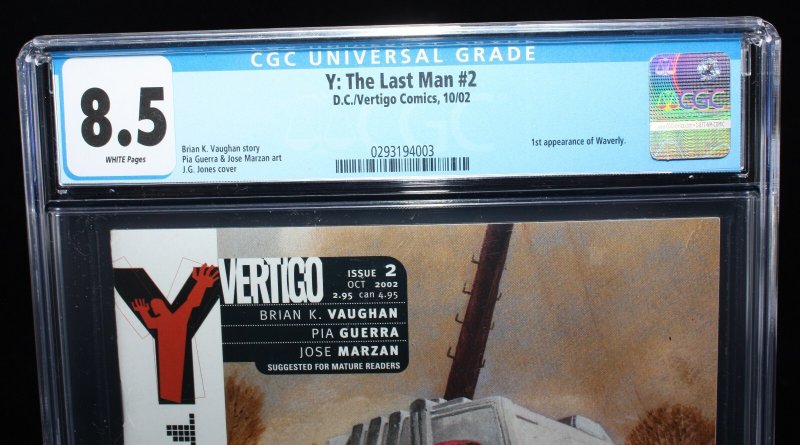 CGC UNIVERSAL GRADE
8.5
WHITE Pages
Y: The Last Man #2
D.C./Vertigo Comics, 10/02
Brian K. Vaughan story
Pia Guerra & Jose Marzan art
J.G. Jones cover
0293194003
1st appearance of Waverly.
CGC
Y
VERTIGO
ISSUE 2
OCT 2002
2.95 can 4.95
BRIAN K. VAUGHAN
PIA GUERRA
JOSE MARZAN
SUGGESTED FOR MATURE READERS